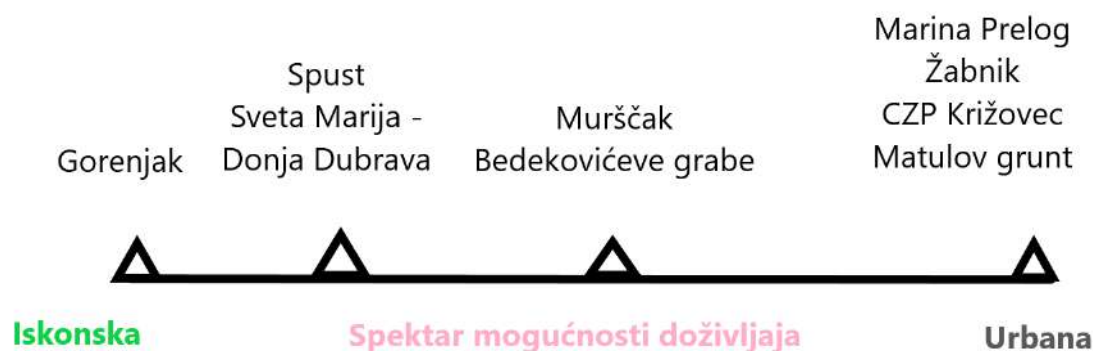 Gorenjak
Spust
Sveta Marija -
Donja Dubrava
Murščak
Bedekovićeve grabe
Marina Prelog
Žabnik
CZP Križovec
Matulov grunt
Iskonska
Spektar mogućnosti doživljaja
Urbana